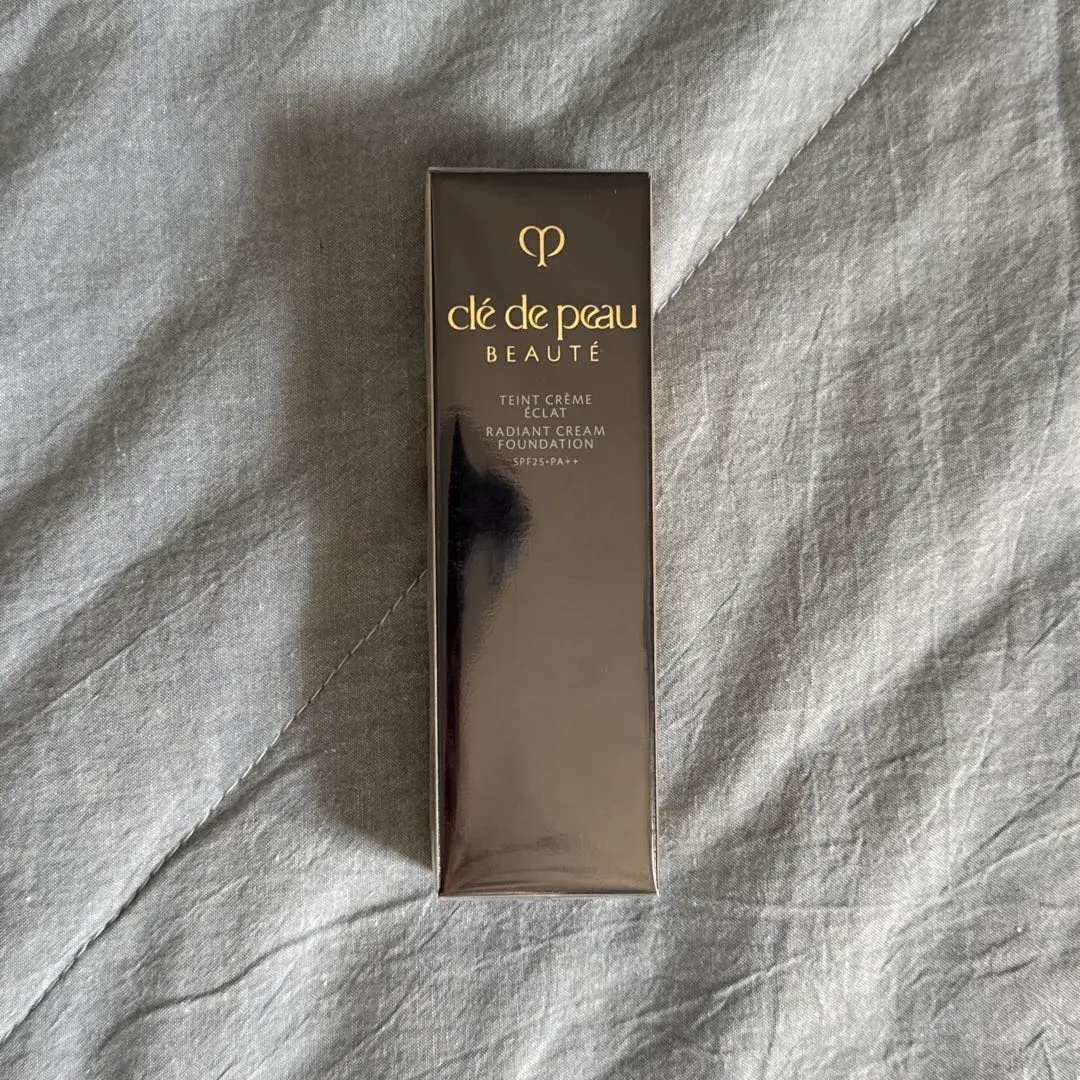 clé de peau
BEAUTÉ
TEINT CRÈME
ÉCLAT
RADIANT CREAM
FOUNDATION
SPF25•PA++